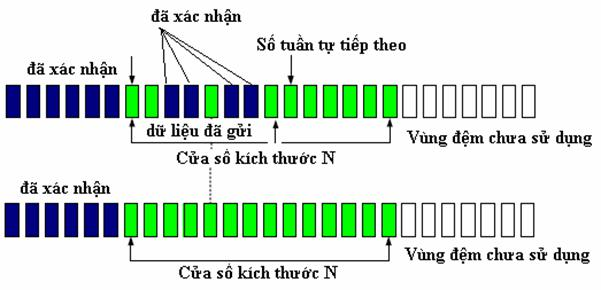 đã xác nhận
Số tuần tự tiếp theo
đã xác nhận
dữ liệu đã gửi
Vùng đệm chưa sử dụng
Cửa sổ kích thước N
đã xác nhận
Vùng đệm chưa sử dụng
Cửa sổ kích thước N